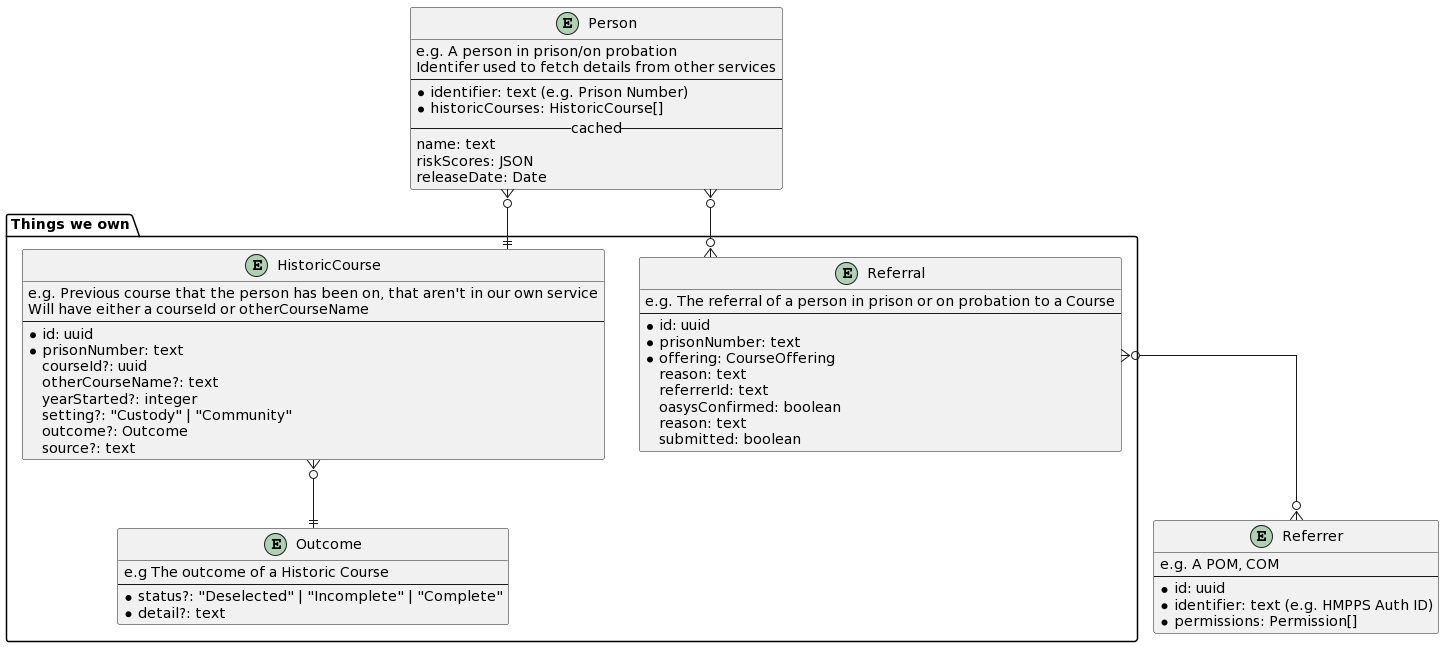 E Person
e.g. A person in prison/on probation
Identifer used to fetch details from other services
identifier: text (e.g. Prison Number)
historicCourses: HistoricCourse[]
cached
name: text
riskScores: JSON
releaseDate: Date
Things we own
E HistoricCourse
e.g. Previous course that the person has been on, that aren't in our own service
Will have either a courseId or otherCourseName
id: uuid
prisonNumber: text
courseId?: uuid
otherCourseName?: text
yearStarted?: integer
setting?: "Custody" | "Community"
outcome?: Outcome
source?: text
E Referral
e.g. The referral of a person in prison or on probation to a Course
id: uuid
prisonNumber: text
offering: CourseOffering
reason: text
referrerId: text
oasysConfirmed: boolean
reason: text
submitted: boolean
E Outcome
e.g The outcome of a Historic Course
status?: "Deselected" | "Incomplete" | "Complete"
detail?: text
E Referrer
e.g. A POM, COM
id: uuid
identifier: text (e.g. HMPPS Auth ID)
permissions: Permission[]